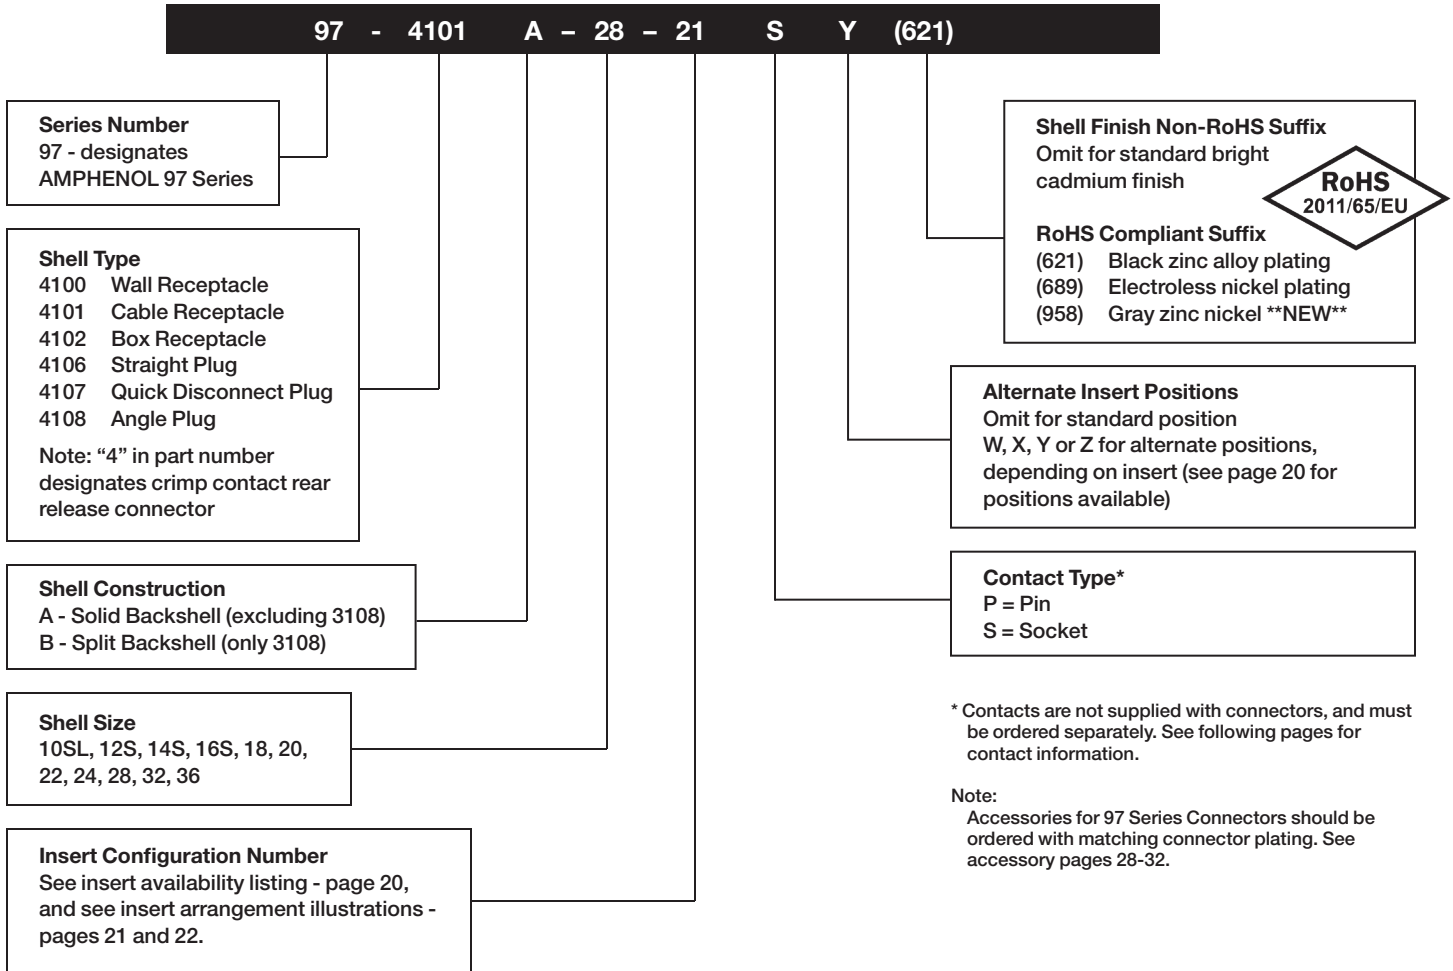 97 - 4101 A – 28 – 21 S Y (621)
Series Number
97 - designates
AMPHENOL 97 Series
Shell Type
4100 Wall Receptacle
4101 Cable Receptacle
4102 Box Receptacle
4106 Straight Plug
4107 Quick Disconnect Plug
4108 Angle Plug
Note: “4” in part number
designates crimp contact rear
release connector
Shell Construction
A - Solid Backshell (excluding 3108)
B - Split Backshell (only 3108)
Shell Size
10SL, 12S, 14S, 16S, 18, 20,
22, 24, 28, 32, 36
Insert Configuration Number
See insert availability listing - page 20,
and see insert arrangement illustrations -
pages 21 and 22.
Shell Finish Non-RoHS Suffix
Omit for standard bright
cadmium finish
RoHS
2011/65/EU
RoHS Compliant Suffix
(621) Black zinc alloy plating
(689) Electroless nickel plating
(958) Gray zinc nickel **NEW**
Alternate Insert Positions
Omit for standard position
W, X, Y or Z for alternate positions,
depending on insert (see page 20 for
positions available)
Contact Type*
P = Pin
S = Socket
* Contacts are not supplied with connectors, and must
be ordered separately. See following pages for
contact information.
Note:
Accessories for 97 Series Connectors should be
ordered with matching connector plating. See
accessory pages 28-32.